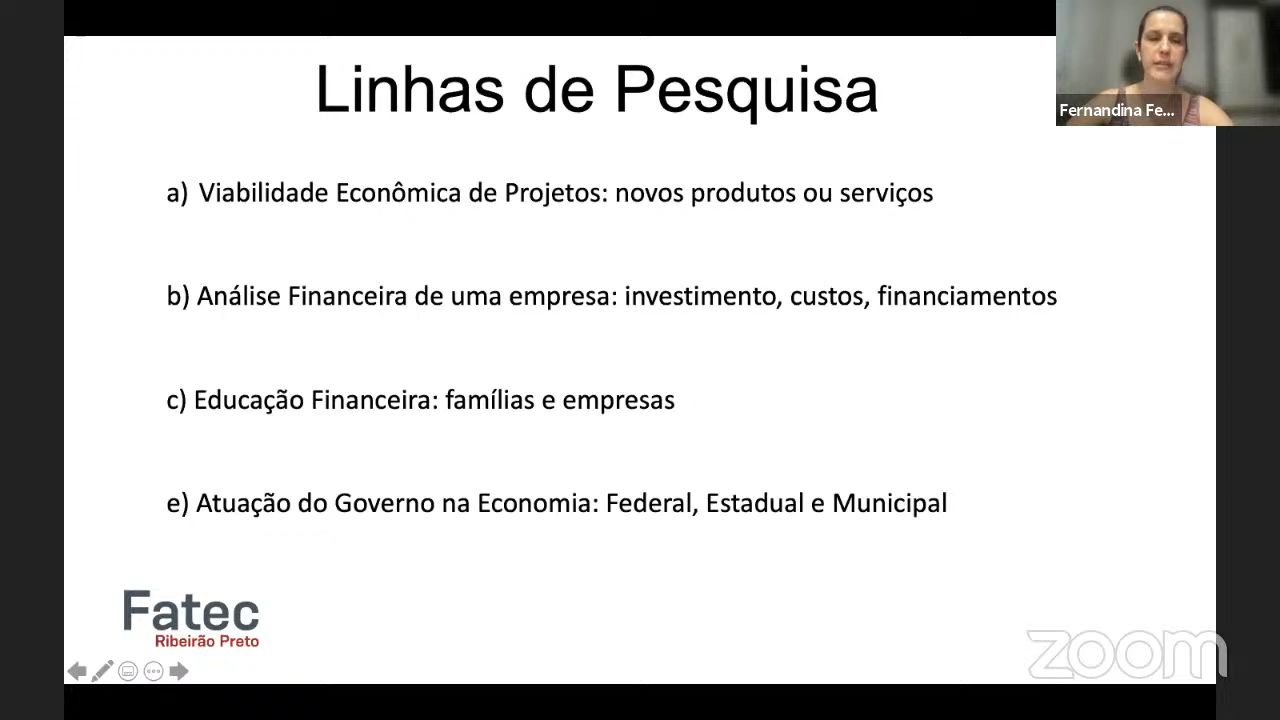 Linhas de Pesquisa
Fernandina Fe...
a) Viabilidade Econômica de Projetos: novos produtos ou serviços
b) Análise Financeira de uma empresa: investimento, custos, financiamentos
c) Educação Financeira: famílias e empresas
e) Atuação do Governo na Economia: Federal, Estadual e Municipal
Fatec
Ribeirão Preto
zoom